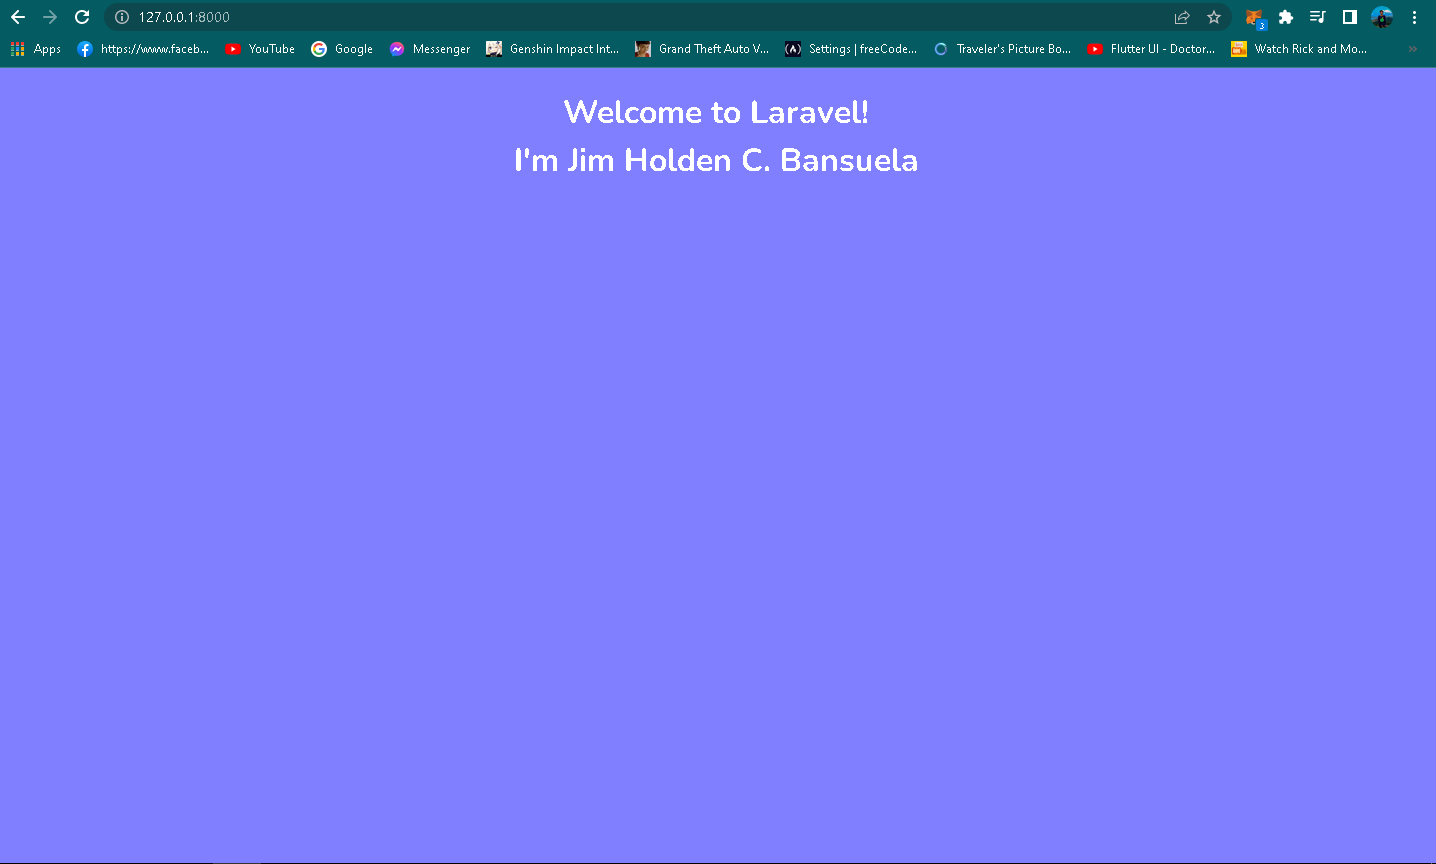 127.0.0.1:8000
3
Apps
https://www.faceb...
YouTube
Google
Messenger
Genshin Impact Int...
Grand Theft Auto V...
Settings | freeCode...
Traveler's Picture Bo...
Flutter UI - Doctor...
Watch Rick and Mo...
Welcome to Laravel!
I'm Jim Holden C. Bansuela